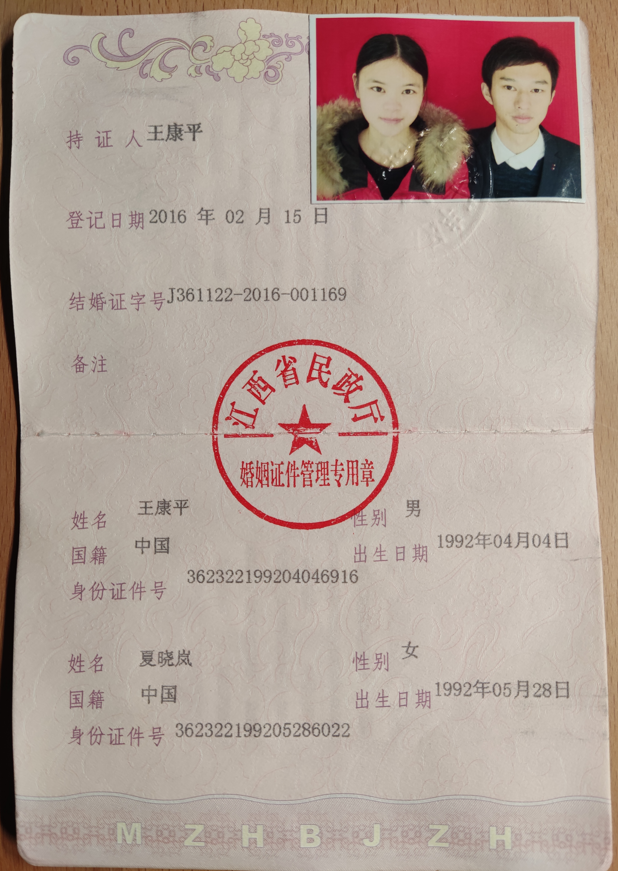 持证人 王康平
登记日期 2016 年 02 月 15 日
结婚证字号 J361122-2016-001169
备注
江西省民政厅
婚姻证件管理专用章
姓名 王康平 性别 男
国籍 中国 出生日期 1992年04月04日
身份证件号 362322199204046916
姓名 夏晓岚 性别 女
国籍 中国 出生日期 1992年05月28日
身份证件号 362322199205286022
M Z H B J Z H